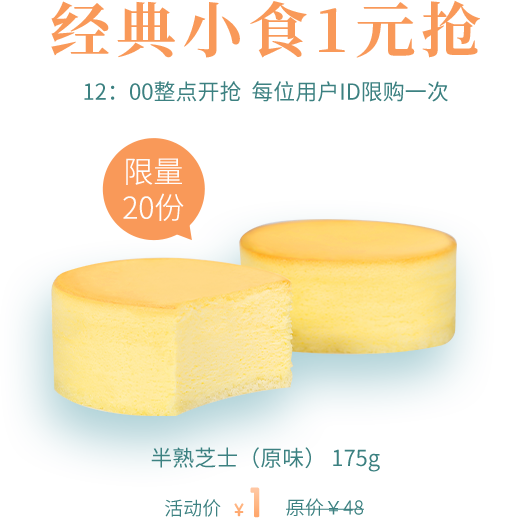 经典小食1元抢
12：00整点开抢 每位用户ID限购一次
限量
20份
半熟芝士（原味） 175g
活动价 ¥1 原价￥48